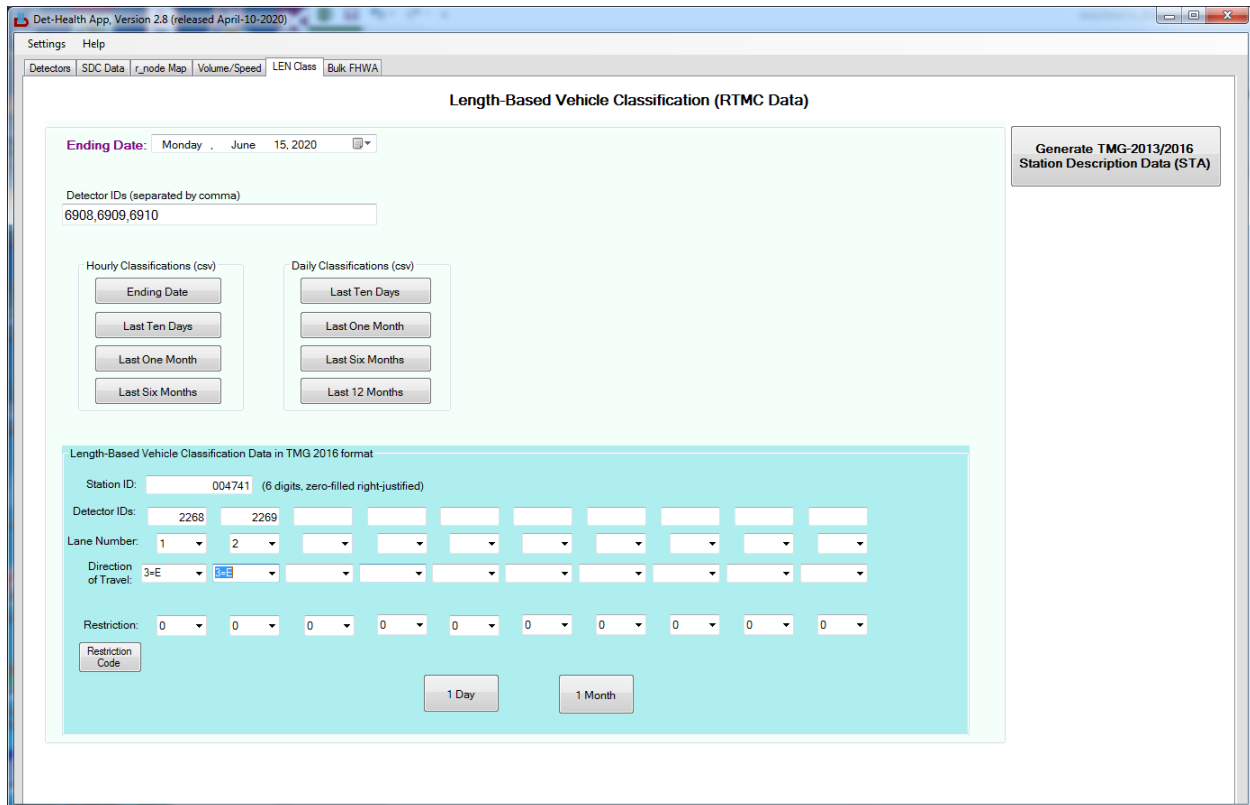 Det-Health App, Version 2.8 (released April-10-2020)
Settings Help
Detectors SDC Data r_node Map Volume/Speed LEN Class Bulk FHWA
Length-Based Vehicle Classification (RTMC Data)
Ending Date: Monday , June 15, 2020
Generate TMG-2013/2016
Station Description Data (STA)
Detector IDs (separated by comma)
6908,6909,6910
Hourly Classifications (csv) Daily Classifications (csv)
Ending Date Last Ten Days
Last Ten Days Last One Month
Last One Month Last Six Months
Last Six Months Last 12 Months
Length-Based Vehicle Classification Data in TMG 2016 format
Station ID: 004741 (6 digits, zero-filled right-justified)
Detector IDs: 2268 2269
Lane Number: 1 2
Direction
of Travel: 3=E 3=E
Restriction: 0 0 0 0 0 0 0 0 0 0
Restriction
Code
1 Day 1 Month